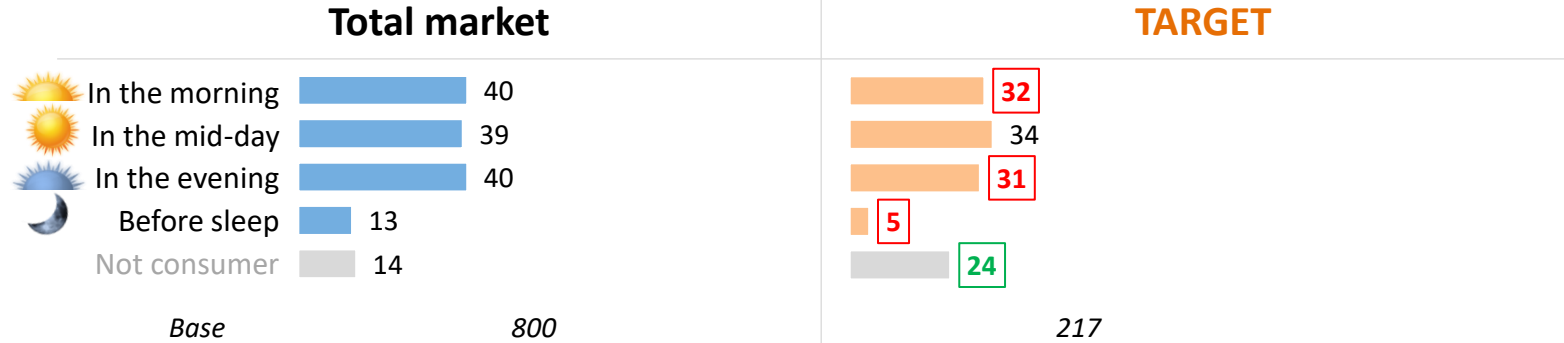 Total market TARGET
In the morning 40 32
In the mid-day 39 34
In the evening 40 31
Before sleep 13 5
Not consumer 14 24
Base 800 217